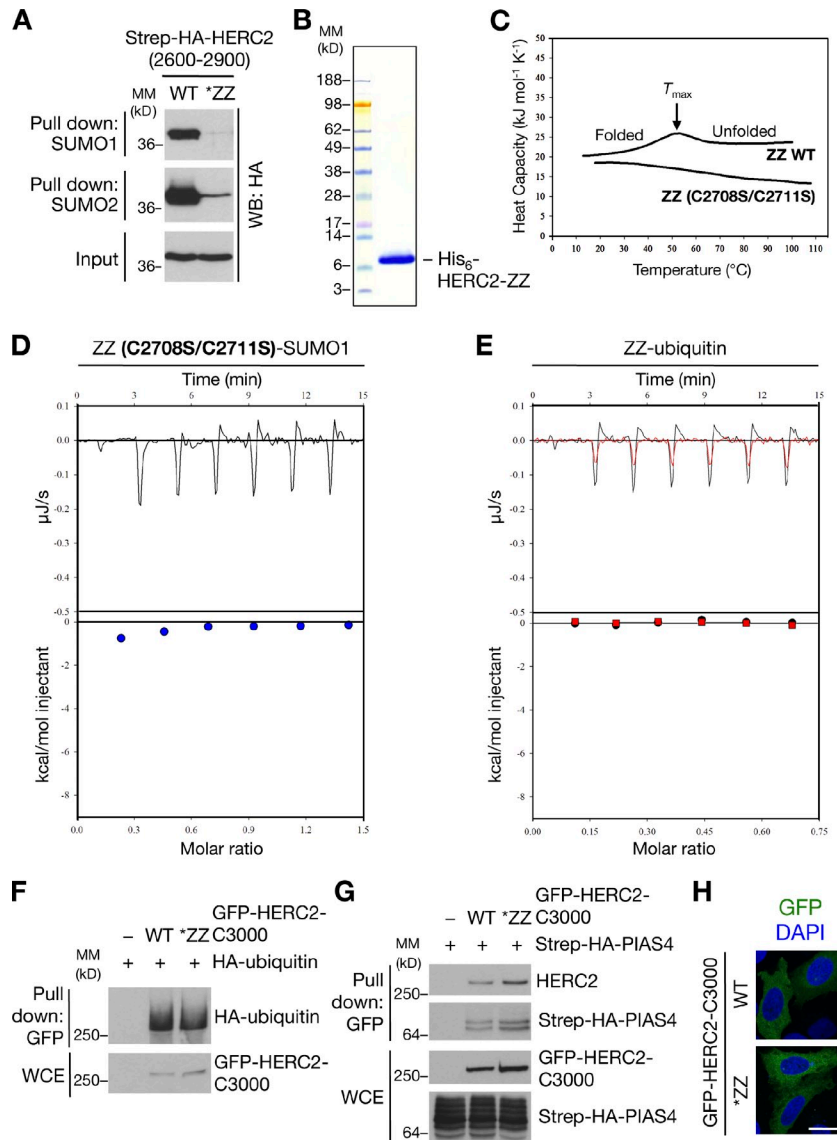 A
Strep-HA-HERC2
(2600-2900)
MM
(kD)
WT *ZZ
Pull down:
SUMO1
36–
Pull down:
SUMO2
36–
Input
36–
WB: HA
B
MM
(kD)
188–
98–
62–
49–
38–
28–
17–
14–
6–
3–
– His6-
HERC2-ZZ
C
Heat Capacity (kJ mol⁻¹ K⁻¹)
50
45
40
35
30
25
20
15
10
5
0
Tmax
Folded
Unfolded
ZZ WT
ZZ (C2708S/C2711S)
0 10 20 30 40 50 60 70 80 90 100 110
Temperature (°C)
D
ZZ (C2708S/C2711S)-SUMO1
Time (min)
0 3 6 9 12 15
0.1
0.0
-0.1
-0.2
-0.3
-0.4
-0.5
µJ/s
0
-2
-4
-6
-8
kcal/mol injectant
0 0.3 0.6 0.9 1.2 1.5
Molar ratio
E
ZZ-ubiquitin
Time (min)
0 3 6 9 12 15
0.1
0.0
-0.1
-0.2
-0.3
-0.4
-0.5
µJ/s
0
-2
-4
-6
-8
kcal/mol injectant
0.00 0.15 0.30 0.45 0.60 0.75
Molar ratio
F
– WT *ZZ
GFP-HERC2-
C3000
MM
(kD)
+ + + HA-ubiquitin
Pull
down:
GFP
250–
HA-ubiquitin
WCE
250–
GFP-HERC2-
C3000
G
– WT *ZZ
GFP-HERC2-
C3000
MM
(kD)
+ + + Strep-HA-PIAS4
Pull
down:
GFP
250–
HERC2
64–
Strep-HA-PIAS4
WCE
250–
GFP-HERC2-
C3000
64–
Strep-HA-PIAS4
H
GFP
DAPI
GFP-HERC2-C3000
WT
*ZZ